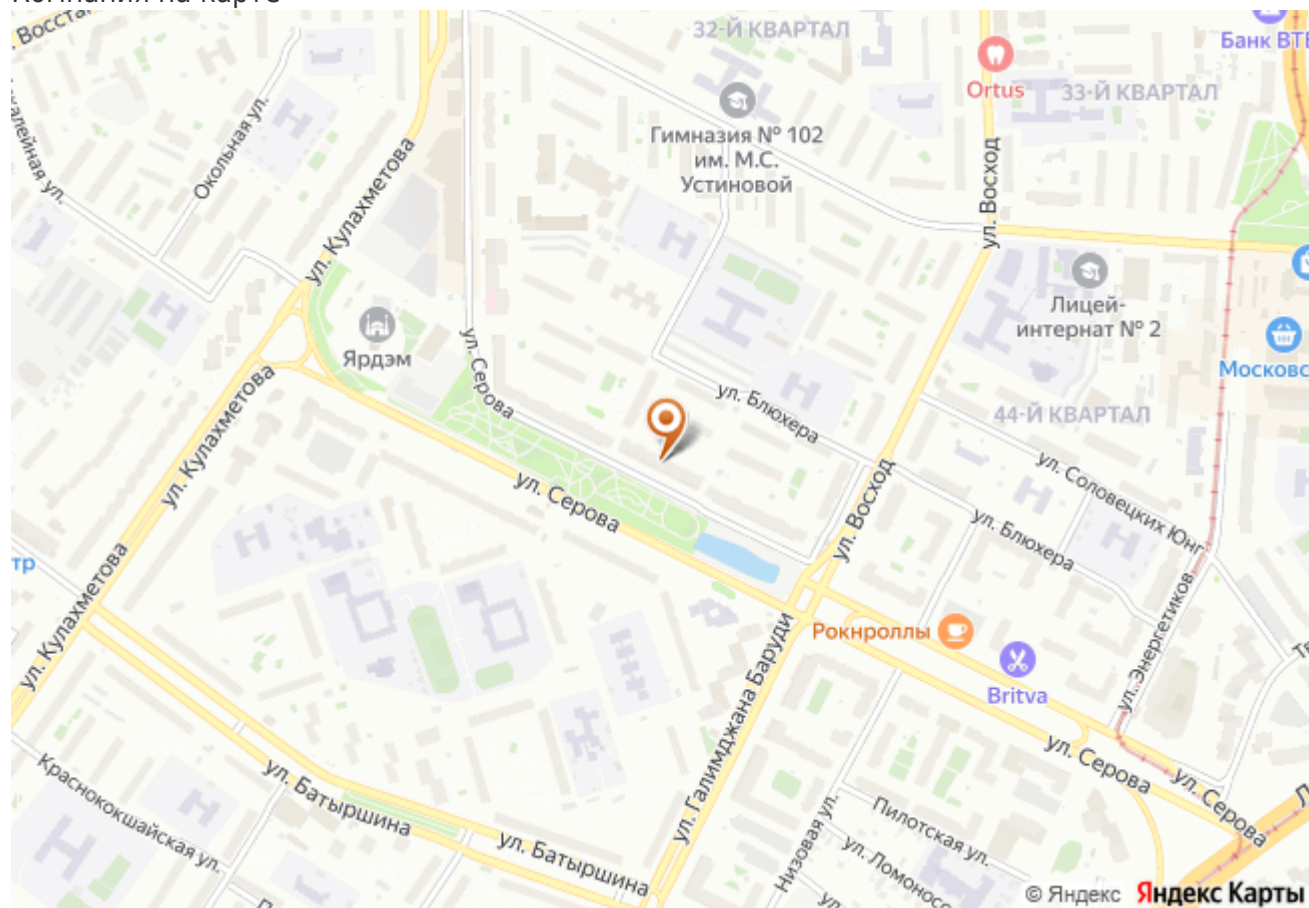 Компания на карте
. Восста
32-Й КВАРТАЛ
Банк ВТБ
Ortus
33-Й КВАРТАЛ
Окольная ул.
Гимназия № 102
им. М.С.
Устиновой
алейная ул.
ул. Кулахметова
ул. Восход
Лицей-
интернат № 2
Ярдэм
ул. Серова
Московс
ул. Кулахметова
ул. Блюхера
44-Й КВАРТАЛ
ул. Соловецких Юнг
ул. Серова
ул. Восход
ул. Блюхера
тр
ул. Кулахметова
Рокнроллы
ул. Энергетиков
Britva
ул. Галимджана Баруди
ул. Серова
ул. Серова
Краснококшайская ул.
ул. Батыршина
ул. Батыршина
Низовая ул.
Пилотская ул.
ул. Ломонос
© Яндекс Яндекс Карты